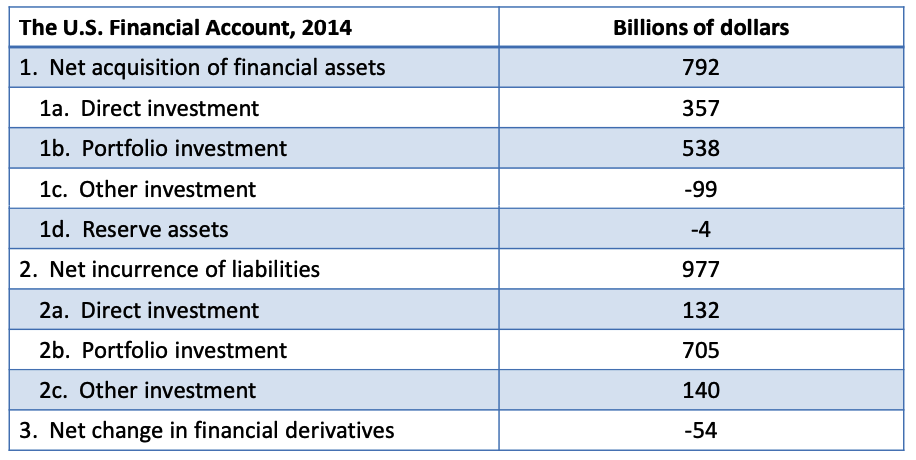 The U.S. Financial Account, 2014 Billions of dollars
1. Net acquisition of financial assets 792
1a. Direct investment 357
1b. Portfolio investment 538
1c. Other investment -99
1d. Reserve assets -4
2. Net incurrence of liabilities 977
2a. Direct investment 132
2b. Portfolio investment 705
2c. Other investment 140
3. Net change in financial derivatives -54